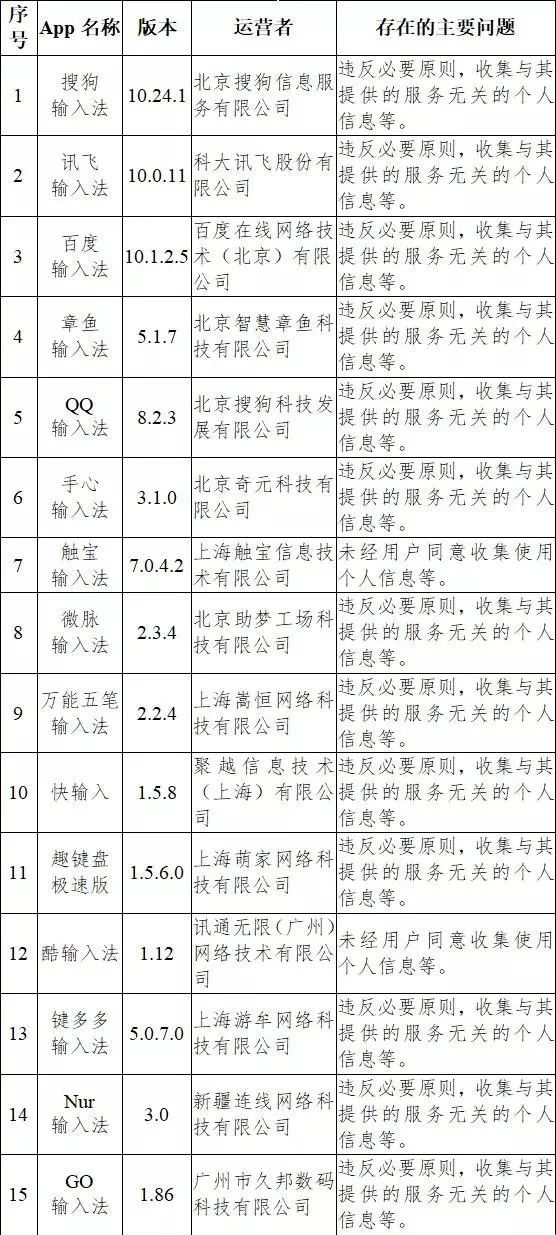 序号 App 名称 版本 运营者 存在的主要问题
1 搜狗输入法 10.24.1 北京搜狗信息服务有限公司 违反必要原则，收集与其提供的服务无关的个人信息等。
2 讯飞输入法 10.0.11 科大讯飞股份有限公司 违反必要原则，收集与其提供的服务无关的个人信息等。
3 百度输入法 10.1.2.5 百度在线网络技术（北京）有限公司 违反必要原则，收集与其提供的服务无关的个人信息等。
4 章鱼输入法 5.1.7 北京智慧章鱼科技有限公司 违反必要原则，收集与其提供的服务无关的个人信息等。
5 QQ输入法 8.2.3 北京搜狗科技发展有限公司 违反必要原则，收集与其提供的服务无关的个人信息等。
6 手心输入法 3.1.0 北京奇元科技有限公司 违反必要原则，收集与其提供的服务无关的个人信息等。
7 触宝输入法 7.0.4.2 上海触宝信息技术有限公司 未经用户同意收集使用个人信息等。
8 微脉输入法 2.3.4 北京助梦工场科技有限公司 违反必要原则，收集与其提供的服务无关的个人信息等。
9 万能五笔输入法 2.2.4 上海嵩恒网络科技有限公司 违反必要原则，收集与其提供的服务无关的个人信息等。
10 快输入 1.5.8 聚越信息技术（上海）有限公司 违反必要原则，收集与其提供的服务无关的个人信息等。
11 趣键盘极速版 1.5.6.0 上海萌家网络科技有限公司 违反必要原则，收集与其提供的服务无关的个人信息等。
12 酷输入法 1.12 讯通无限（广州）网络技术有限公司 未经用户同意收集使用个人信息等。
13 键多多输入法 5.0.7.0 上海游牟网络科技有限公司 违反必要原则，收集与其提供的服务无关的个人信息等。
14 Nur输入法 3.0 新疆连线网络科技有限公司 违反必要原则，收集与其提供的服务无关的个人信息等。
15 GO输入法 1.86 广州市久邦数码科技有限公司 违反必要原则，收集与其提供的服务无关的个人信息等。